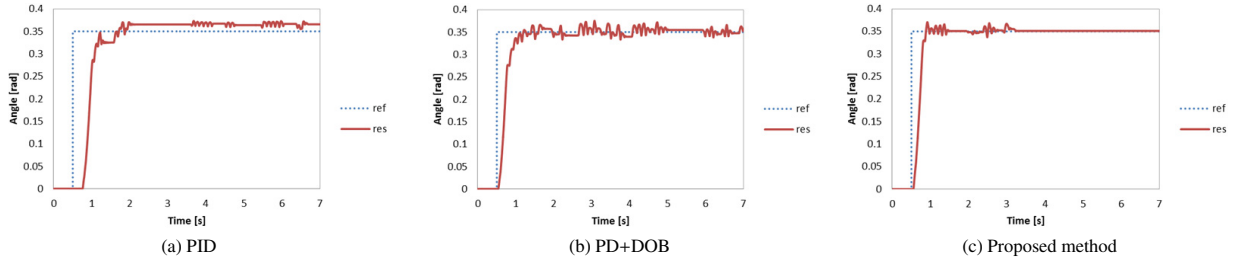 0.4
0.35
0.3
0.25
0.2
0.15
0.1
0.05
0
Angle [rad]
0 1 2 3 4 5 6 7
Time [s]
ref
res
(a) PID
0.4
0.35
0.3
0.25
0.2
0.15
0.1
0.05
0
Angle [rad]
0 1 2 3 4 5 6 7
Time [s]
ref
res
(b) PD+DOB
0.4
0.35
0.3
0.25
0.2
0.15
0.1
0.05
0
Angle [rad]
0 1 2 3 4 5 6 7
Time [s]
ref
res
(c) Proposed method